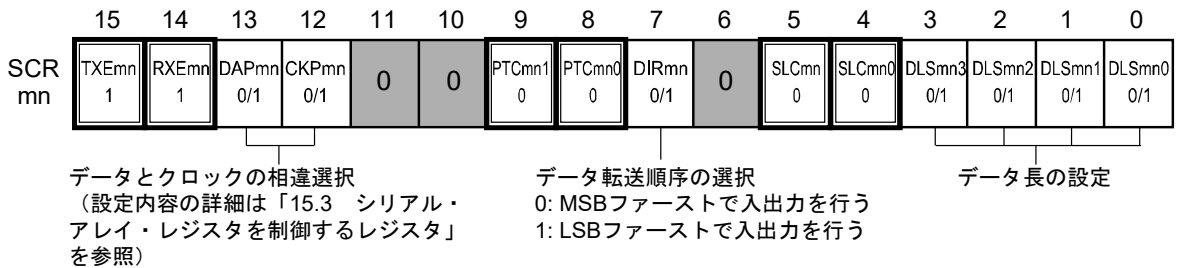 15 14 13 12 11 10 9 8 7 6 5 4 3 2 1 0
SCR
mn
TXEmn RXEmn DAPmn CKPmn 0 0 PTCmn1 PTCmn0 DIRmn 0 SLCmn SLCmn0 DLSmn3 DLSmn2 DLSmn1 DLSmn0
1 1 0/1 0/1 0 0 0/1 0 0 0/1 0/1 0/1 0/1
データとクロックの相違選択
（設定内容の詳細は「15.3　シリアル・
アレイ・レジスタを制御するレジスタ」
を参照）
データ転送順序の選択
0: MSBファーストで入出力を行う
1: LSBファーストで入出力を行う
データ長の設定